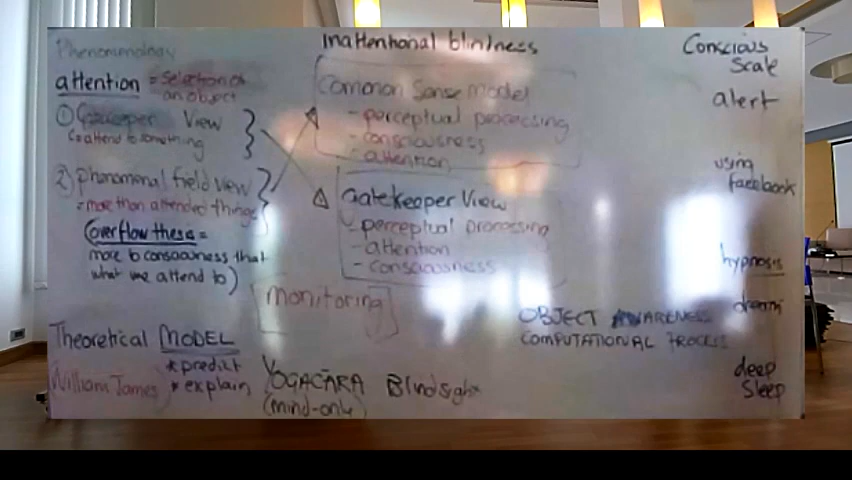 Phenomenology
attention = selection of
an object
① Gatekeeper View
(= attend to something
2) phenomenal field view
= more than attended things
(overflow thesis =
more to consciousness that
what we attend to)
Theoretical MODEL
* predict
* explain
William James
Inattentional blindness
Common Sense Model
- perceptual processing
- consciousness
- attention
Gatekeeper View
- perceptual processing
- attention
- consciousness
[monitoring]
YOGACARA
(mind-only)
Blindsight
OBJECT AWARENESS
COMPUTATIONAL PROCESS
Conscious
Scale
alert
using
facebook
hypnosis
dream
deep
Sleep